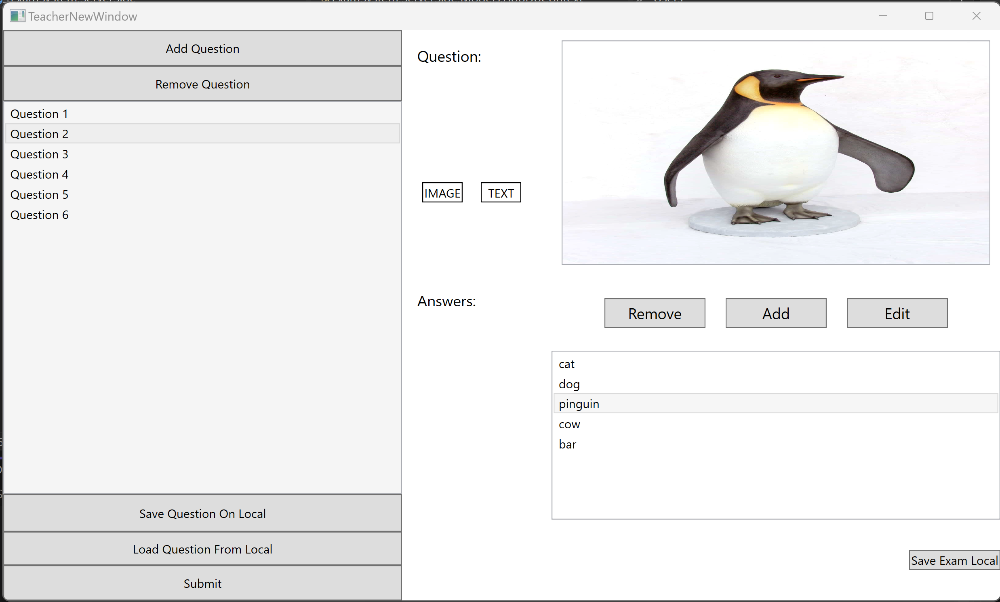 TeacherNewWindow
Add Question
Remove Question
Question 1
Question 2
Question 3
Question 4
Question 5
Question 6
Save Question On Local
Load Question From Local
Submit
Question:
IMAGE
TEXT
Answers:
Remove
Add
Edit
cat
dog
pinguin
cow
bar
Save Exam Local